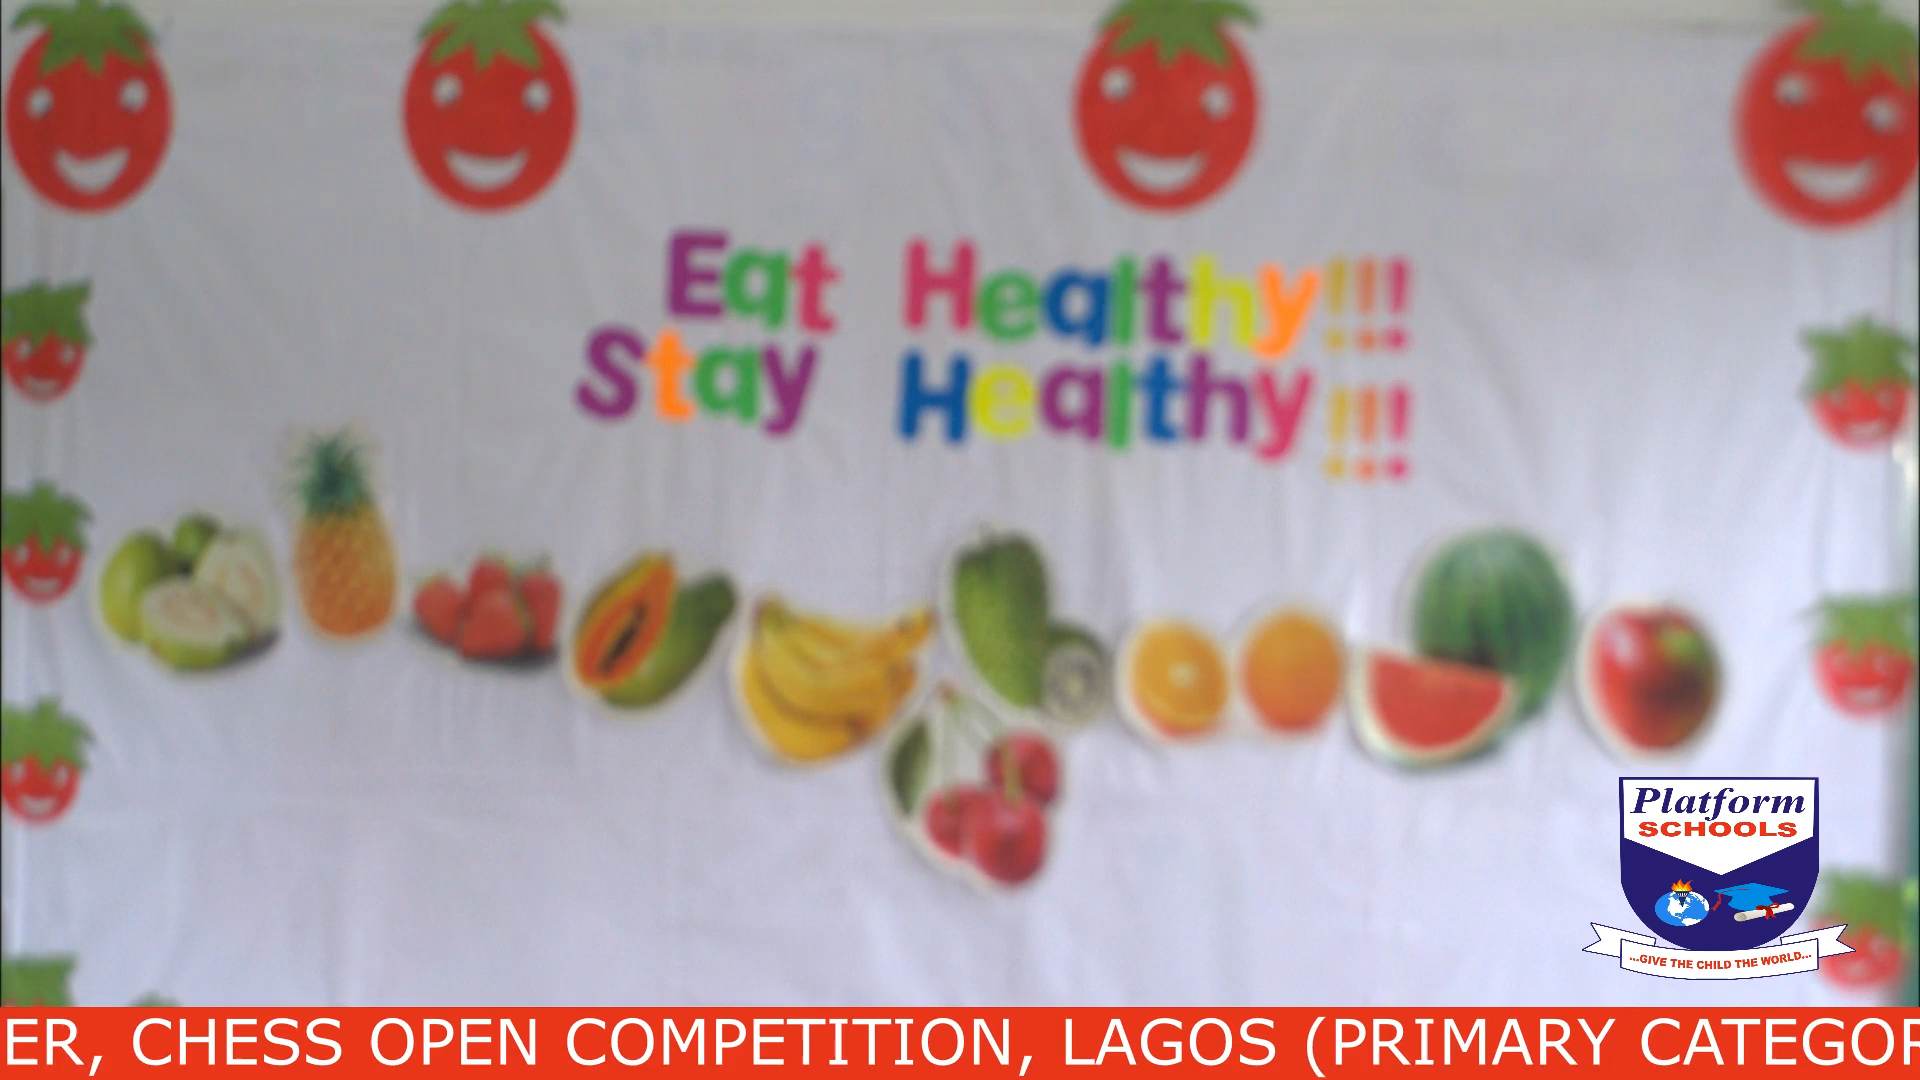 Eat Healthy!!!
Stay Healthy!!!
Platform
SCHOOLS
...GIVE THE CHILD THE WORLD...
ER, CHESS OPEN COMPETITION, LAGOS (PRIMARY CATEGOR